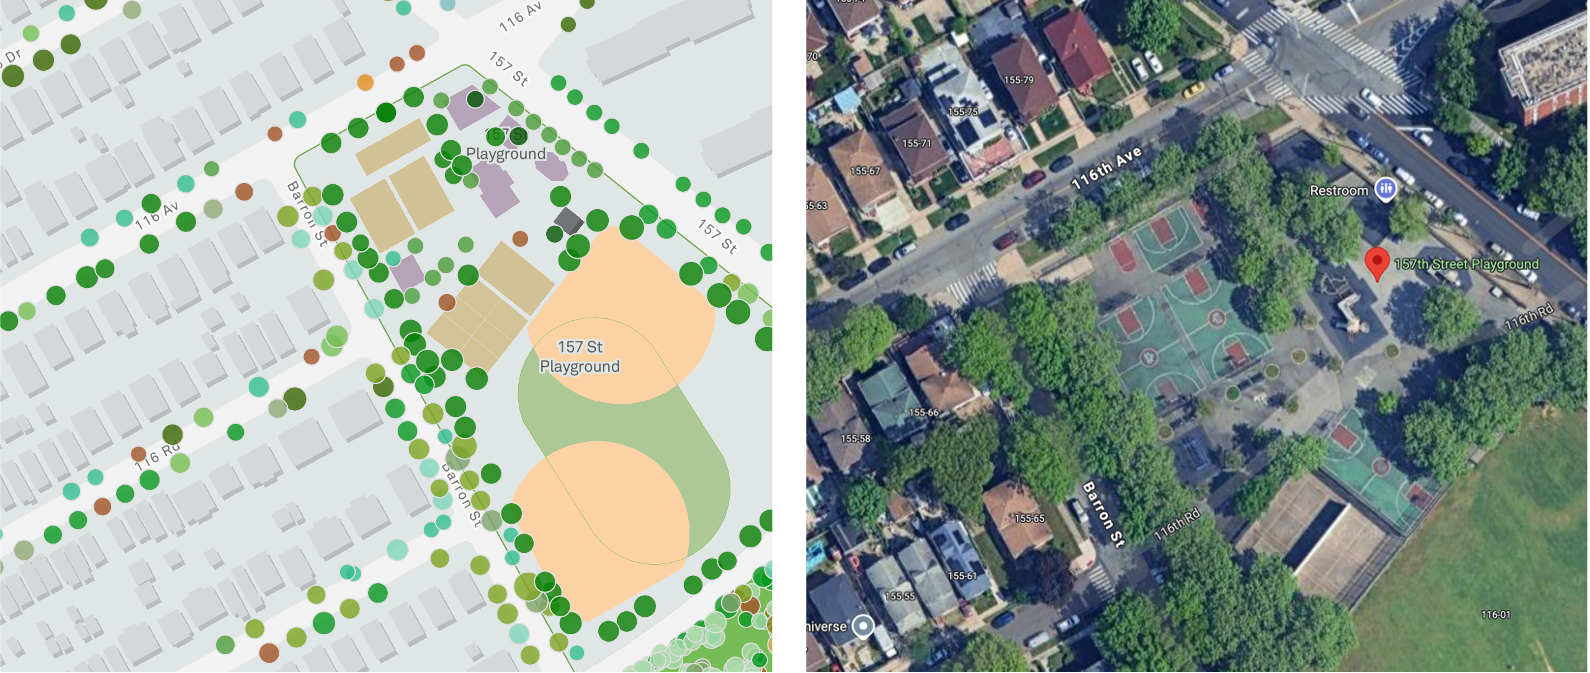 116 Av
Dr
157 St
157 St
Playground
116 Av
Barron St
157 St
157 St
Playground
116 Rd
Barron St
70
155-79
155-75
155-71
155-67
155-63
116th Ave
Restroom
157th Street Playground
116th Rd
155-66
155-58
Barron St
155-65
116th Rd
155-61
155-55
niverse
116-01